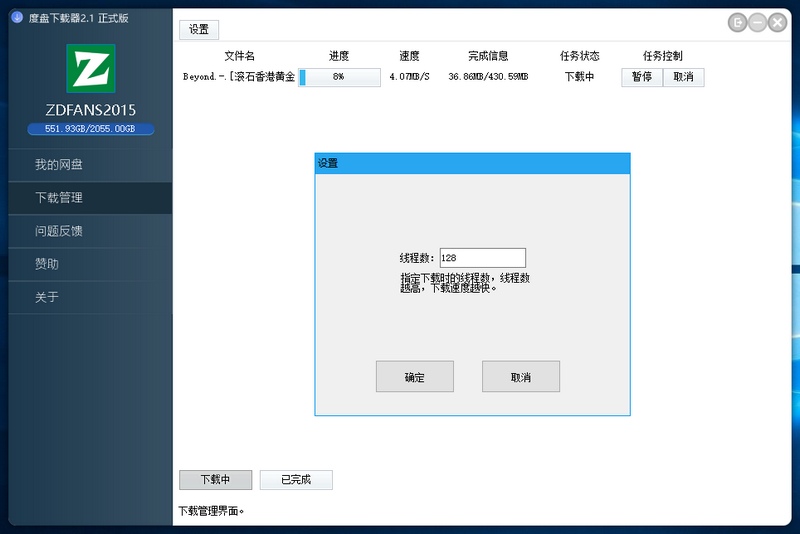 度盘下载器2.1 正式版
设置
Z
ZDFANS2015
551.93GB/2055.00GB
我的网盘
下载管理
问题反馈
赞助
关于
文件名 进度 速度 完成信息 任务状态 任务控制
Beyond.-.[滚石香港黄金 8% 4.07MB/S 36.86MB/430.59MB 下载中 暂停 取消
设置
线程数: 128
指定下载时的线程数，线程数
越高，下载速度越快。
确定 取消
下载中 已完成
下载管理界面。